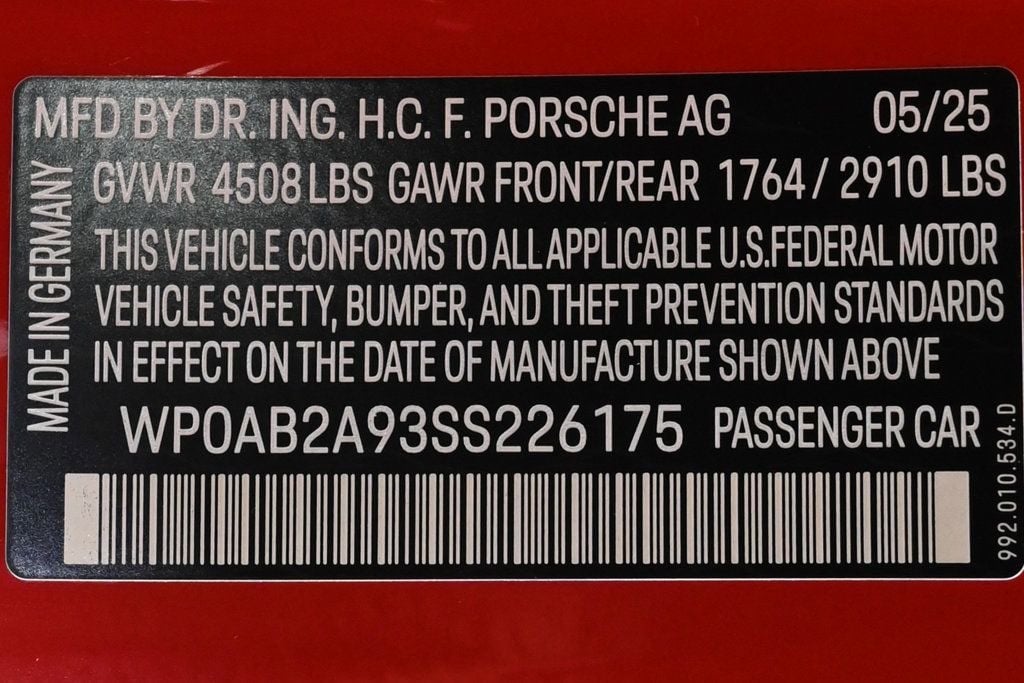 MFD BY DR. ING. H.C. F. PORSCHE AG 05/25
GVWR 4508 LBS GAWR FRONT/REAR 1764 / 2910 LBS
THIS VEHICLE CONFORMS TO ALL APPLICABLE U.S.FEDERAL MOTOR
VEHICLE SAFETY, BUMPER, AND THEFT PREVENTION STANDARDS
IN EFFECT ON THE DATE OF MANUFACTURE SHOWN ABOVE
WP0AB2A93SS226175 PASSENGER CAR
MADE IN GERMANY
992.010.534.D